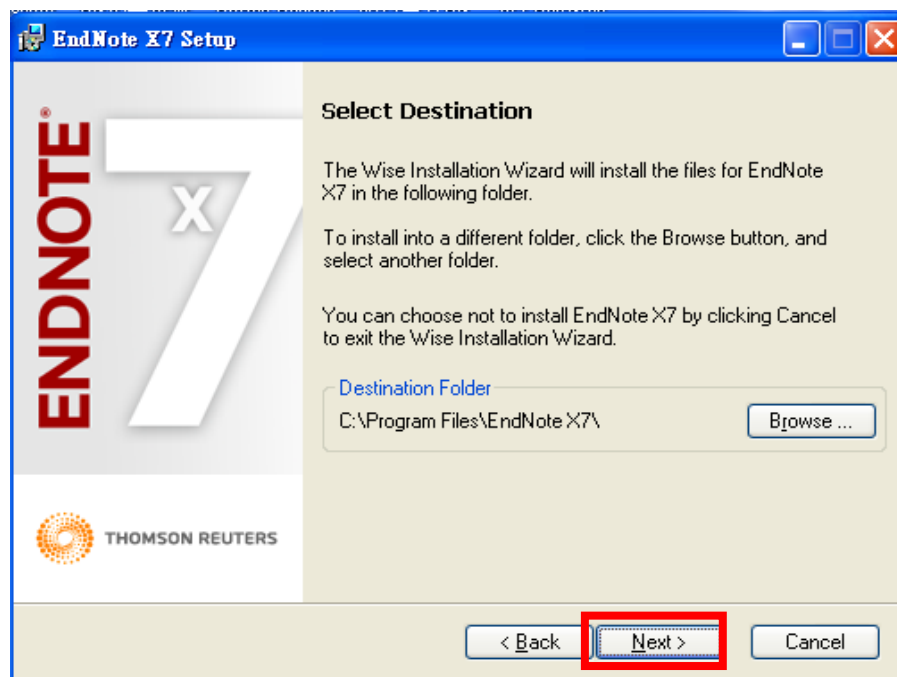 EndNote X7 Setup
ENDNOTE®
X
7
Select Destination
The Wise Installation Wizard will install the files for EndNote
X7 in the following folder.
To install into a different folder, click the Browse button, and
select another folder.
You can choose not to install EndNote X7 by clicking Cancel
to exit the Wise Installation Wizard.
Destination Folder
C:\Program Files\EndNote X7\
Browse ...
THOMSON REUTERS
< Back
Next >
Cancel